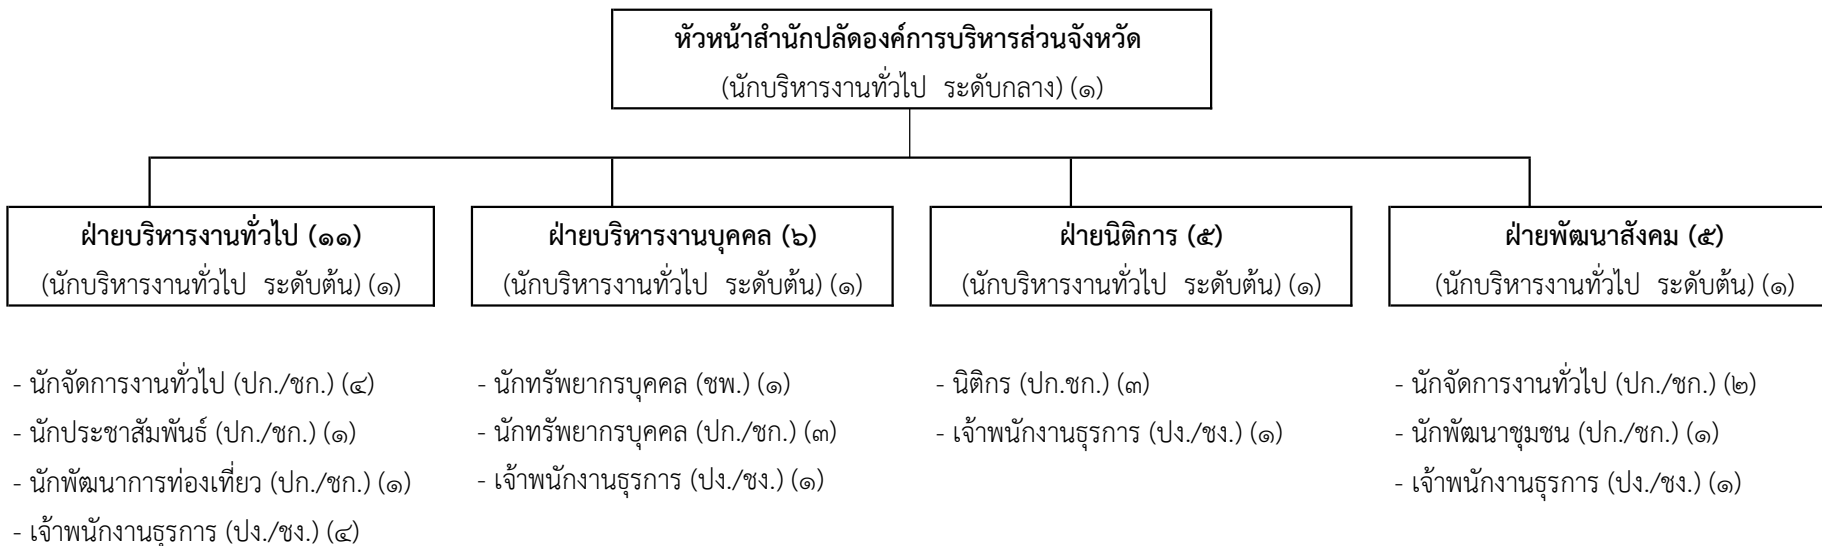 หัวหน้าสำนักปลัดองค์การบริหารส่วนจังหวัด
(นักบริหารงานทั่วไป ระดับกลาง) (๑)
ฝ่ายบริหารงานทั่วไป (๑๑)
(นักบริหารงานทั่วไป ระดับต้น) (๑)
- นักจัดการงานทั่วไป (ปก./ชก.) (๔)
- นักประชาสัมพันธ์ (ปก./ชก.) (๑)
- นักพัฒนาการท่องเที่ยว (ปก./ชก.) (๑)
- เจ้าพนักงานธุรการ (ปง./ชง.) (๔)
ฝ่ายบริหารงานบุคคล (๖)
(นักบริหารงานทั่วไป ระดับต้น) (๑)
- นักทรัพยากรบุคคล (ชพ.) (๑)
- นักทรัพยากรบุคคล (ปก./ชก.) (๓)
- เจ้าพนักงานธุรการ (ปง./ชง.) (๑)
ฝ่ายนิติการ (๕)
(นักบริหารงานทั่วไป ระดับต้น) (๑)
- นิติกร (ปก.ชก.) (๓)
- เจ้าพนักงานธุรการ (ปง./ชง.) (๑)
ฝ่ายพัฒนาสังคม (๕)
(นักบริหารงานทั่วไป ระดับต้น) (๑)
- นักจัดการงานทั่วไป (ปก./ชก.) (๒)
- นักพัฒนาชุมชน (ปก./ชก.) (๑)
- เจ้าพนักงานธุรการ (ปง./ชง.) (๑)